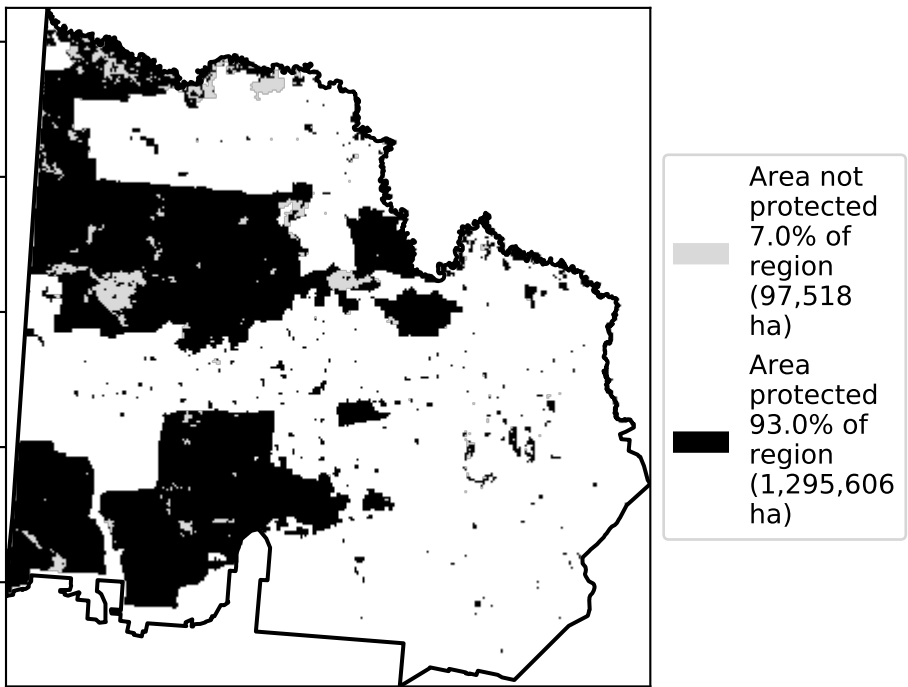 Area not
protected
7.0% of
region
(97,518
ha)
Area
protected
93.0% of
region
(1,295,606
ha)